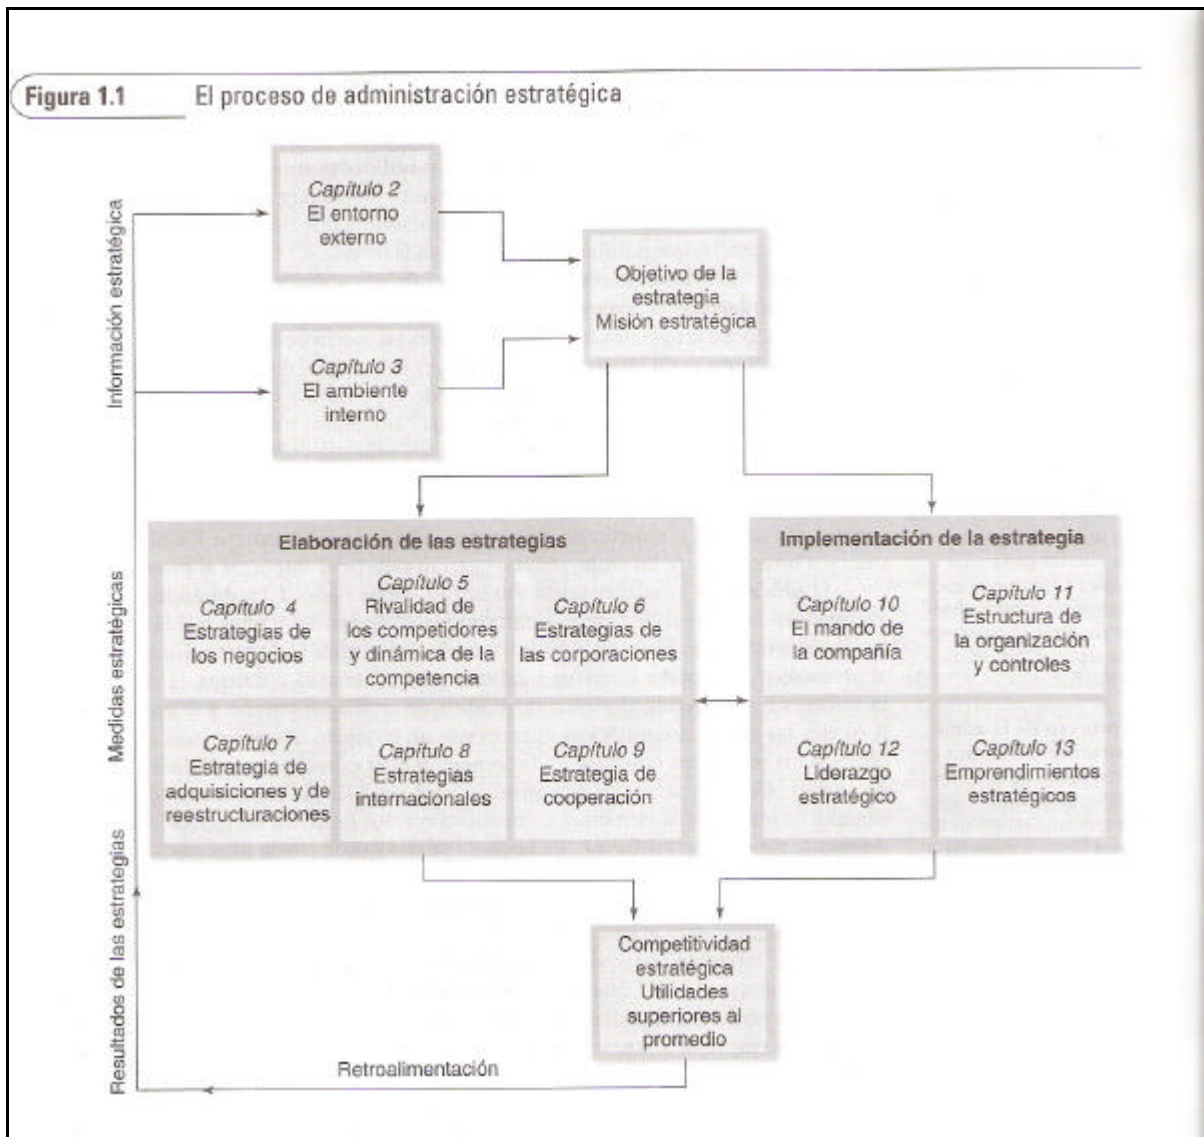 Figura 1.1 El proceso de administración estratégica
Información estratégica
Capítulo 2
El entorno
externo
Capítulo 3
El ambiente
interno
Objetivo de la
estrategia
Misión estratégica
Medidas estratégicas
Elaboración de las estrategias
Capítulo 4
Estrategias de
los negocios
Capítulo 5
Rivalidad de
los competidores
y dinámica de la
competencia
Capítulo 6
Estrategias de
las corporaciones
Capítulo 7
Estrategia de
adquisiciones y de
reestructuraciones
Capítulo 8
Estrategias
internacionales
Capítulo 9
Estrategia de
cooperación
Implementación de la estrategia
Capítulo 10
El mando de
la compañía
Capítulo 11
Estructura de
la organización
y controles
Capítulo 12
Liderazgo
estratégico
Capítulo 13
Emprendimientos
estratégicos
Resultados de las estrategias
Competitividad
estratégica
Utilidades
superiores al
promedio
Retroalimentación